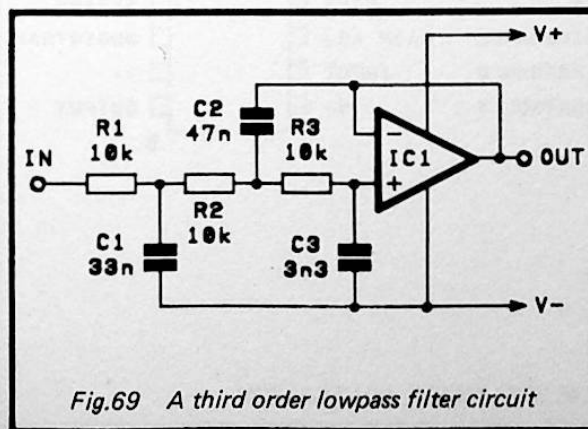 V+
C2
47n
R1
10k
R3
10k
IN
−
IC1
+
OUT
R2
10k
C1
33n
C3
3n3
V−
Fig.69 A third order lowpass filter circuit